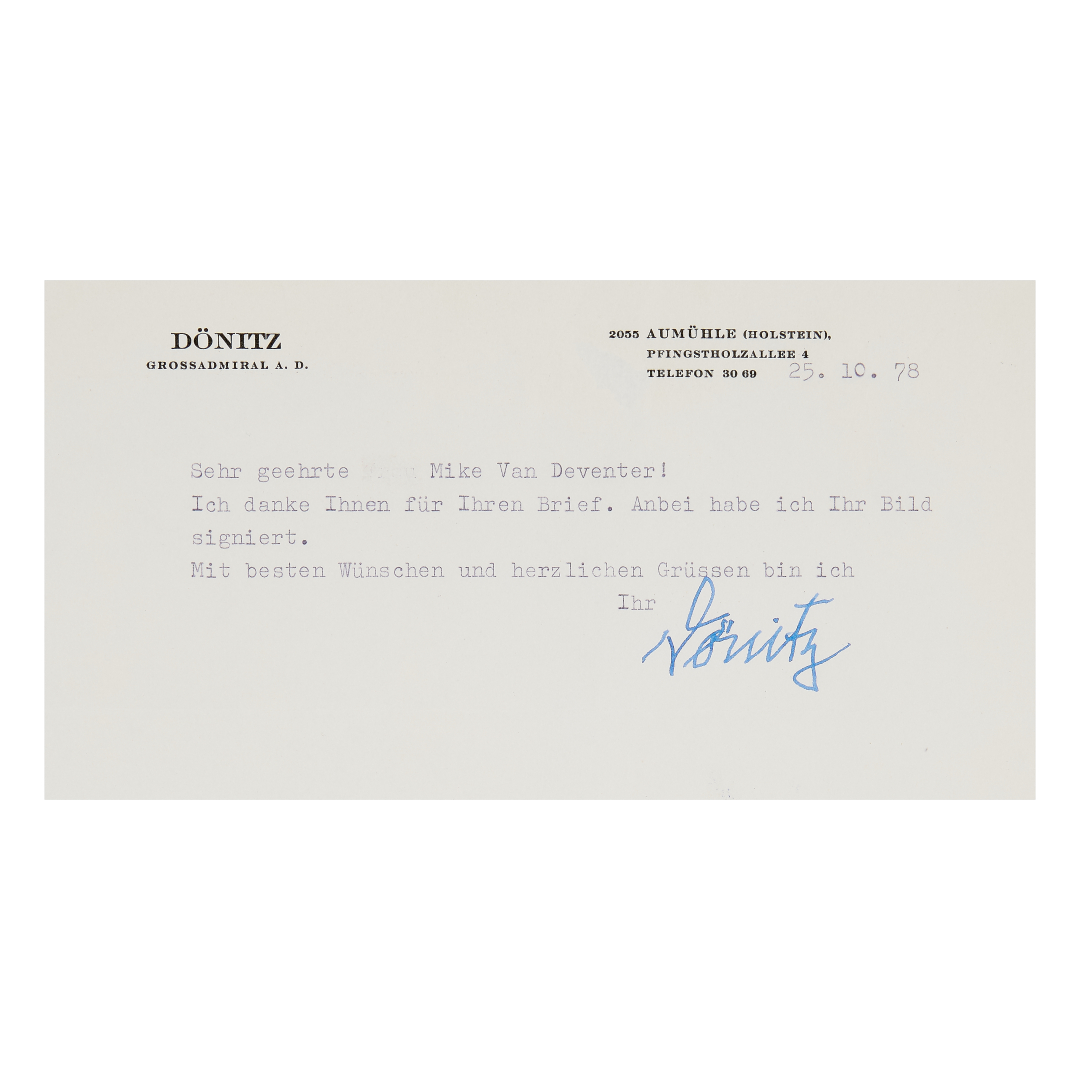 DÖNITZ
GROSSADMIRAL A. D.
2055 AUMÜHLE (HOLSTEIN),
PFINGSTHOLZALLEE 4
TELEFON 30 69
25. 10. 78
Sehr geehrte Mike Van Deventer!
Ich danke Ihnen für Ihren Brief. Anbei habe ich Ihr Bild
signiert.
Mit besten Wünschen und herzlichen Grüssen bin ich
Ihr
Dönitz